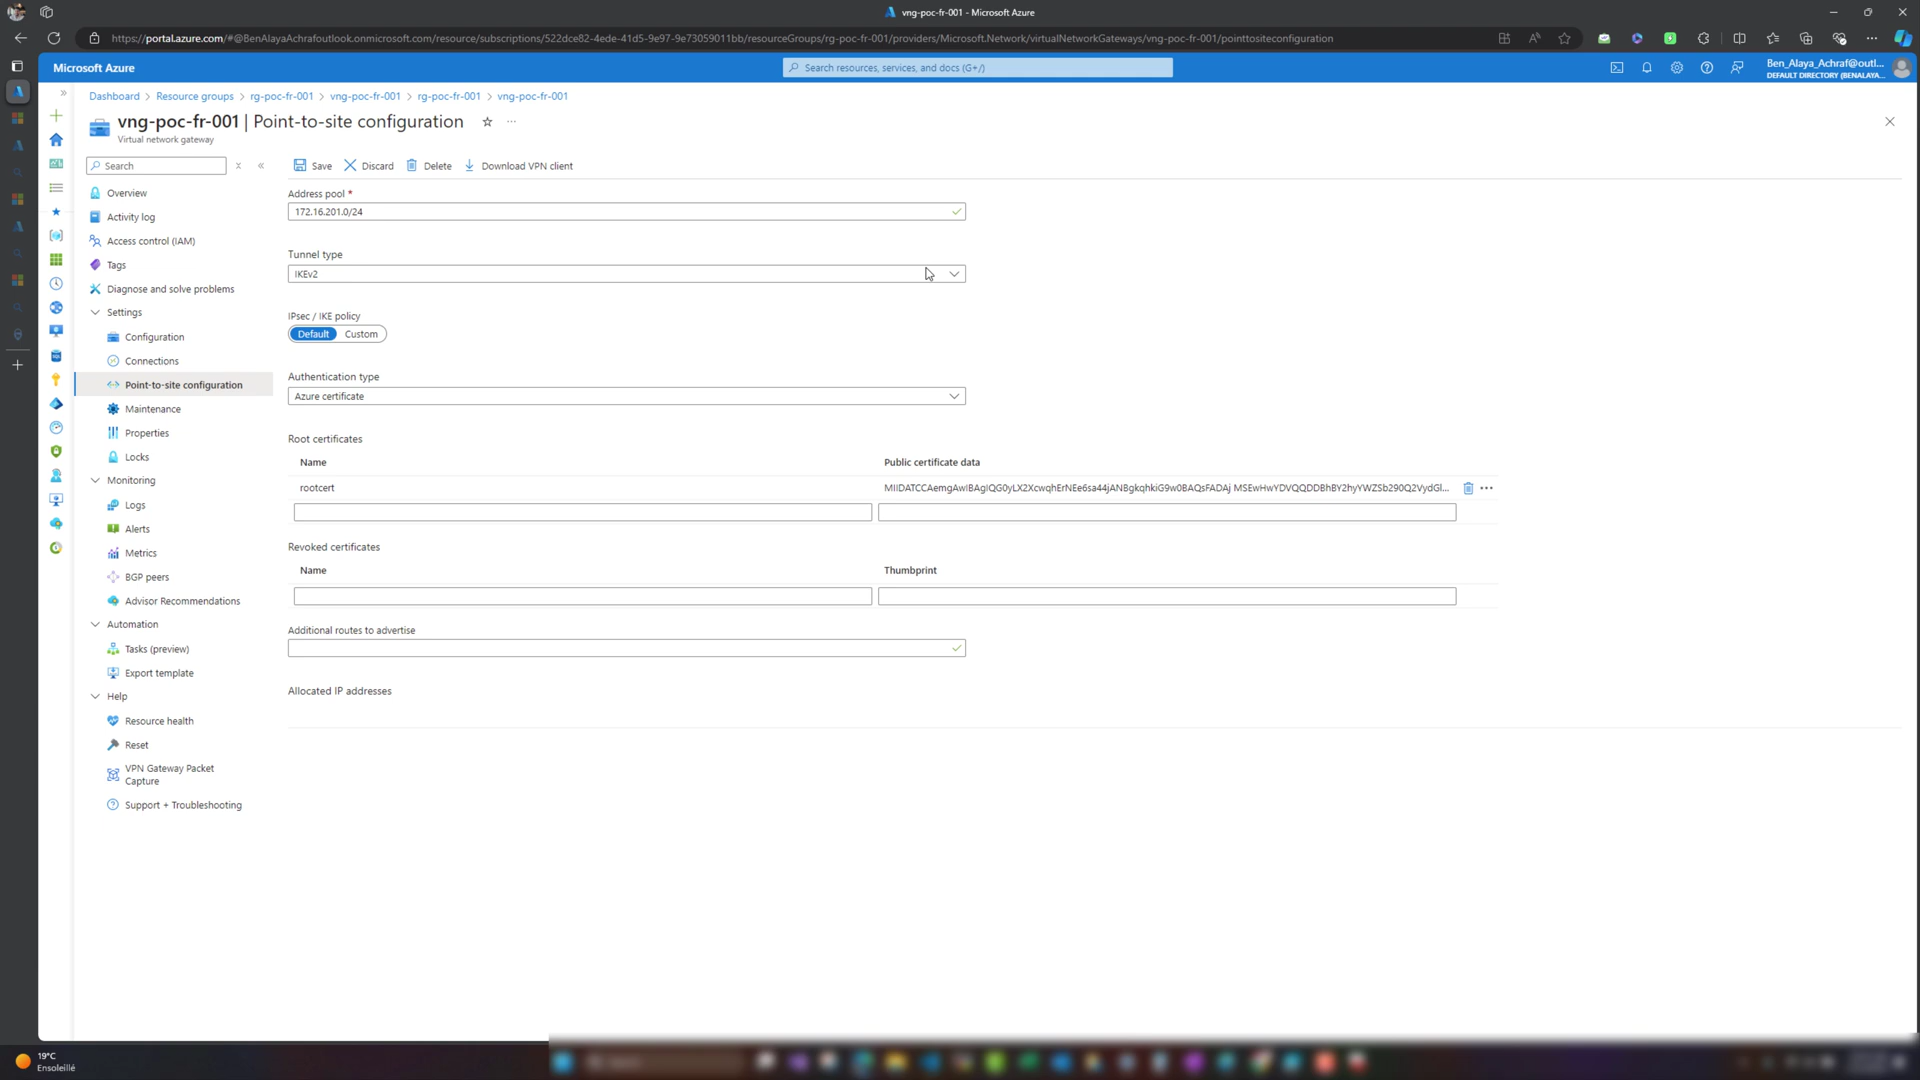 vng-poc-fr-001 - Microsoft Azure
https://portal.azure.com/#@BenAlayaAchrafoutlook.onmicrosoft.com/resource/subscriptions/522dce82-4ede-41d5-9e97-9e73059011bb/resourceGroups/rg-poc-fr-001/providers/Microsoft.Network/virtualNetworkGateways/vng-poc-fr-001/pointtositeconfiguration
Microsoft Azure
Search resources, services, and docs (G+/)
Ben_Alaya_Achraf@outl...
DEFAULT DIRECTORY (BENALAYA...
Dashboard > Resource groups > rg-poc-fr-001 > vng-poc-fr-001 > rg-poc-fr-001 > vng-poc-fr-001
vng-poc-fr-001 | Point-to-site configuration
Virtual network gateway
Search
Save Discard Delete Download VPN client
Overview
Activity log
Access control (IAM)
Tags
Diagnose and solve problems
Settings
Configuration
Connections
Point-to-site configuration
Maintenance
Properties
Locks
Monitoring
Logs
Alerts
Metrics
BGP peers
Advisor Recommendations
Automation
Tasks (preview)
Export template
Help
Resource health
Reset
VPN Gateway Packet
Capture
Support + Troubleshooting
Address pool *
172.16.201.0/24
Tunnel type
IKEv2
IPsec / IKE policy
Default Custom
Authentication type
Azure certificate
Root certificates
Name Public certificate data
rootcert MIIDATCCAemgAwIBAgIQG0yLX2XcwqhErNEe6sa44jANBgkqhkiG9w0BAQsFADAj MSEwHwYDVQQDDBhBY2hyYWZSb290Q2VydGl...
Revoked certificates
Name Thumbprint
Additional routes to advertise
Allocated IP addresses
19°C
Ensoleillé